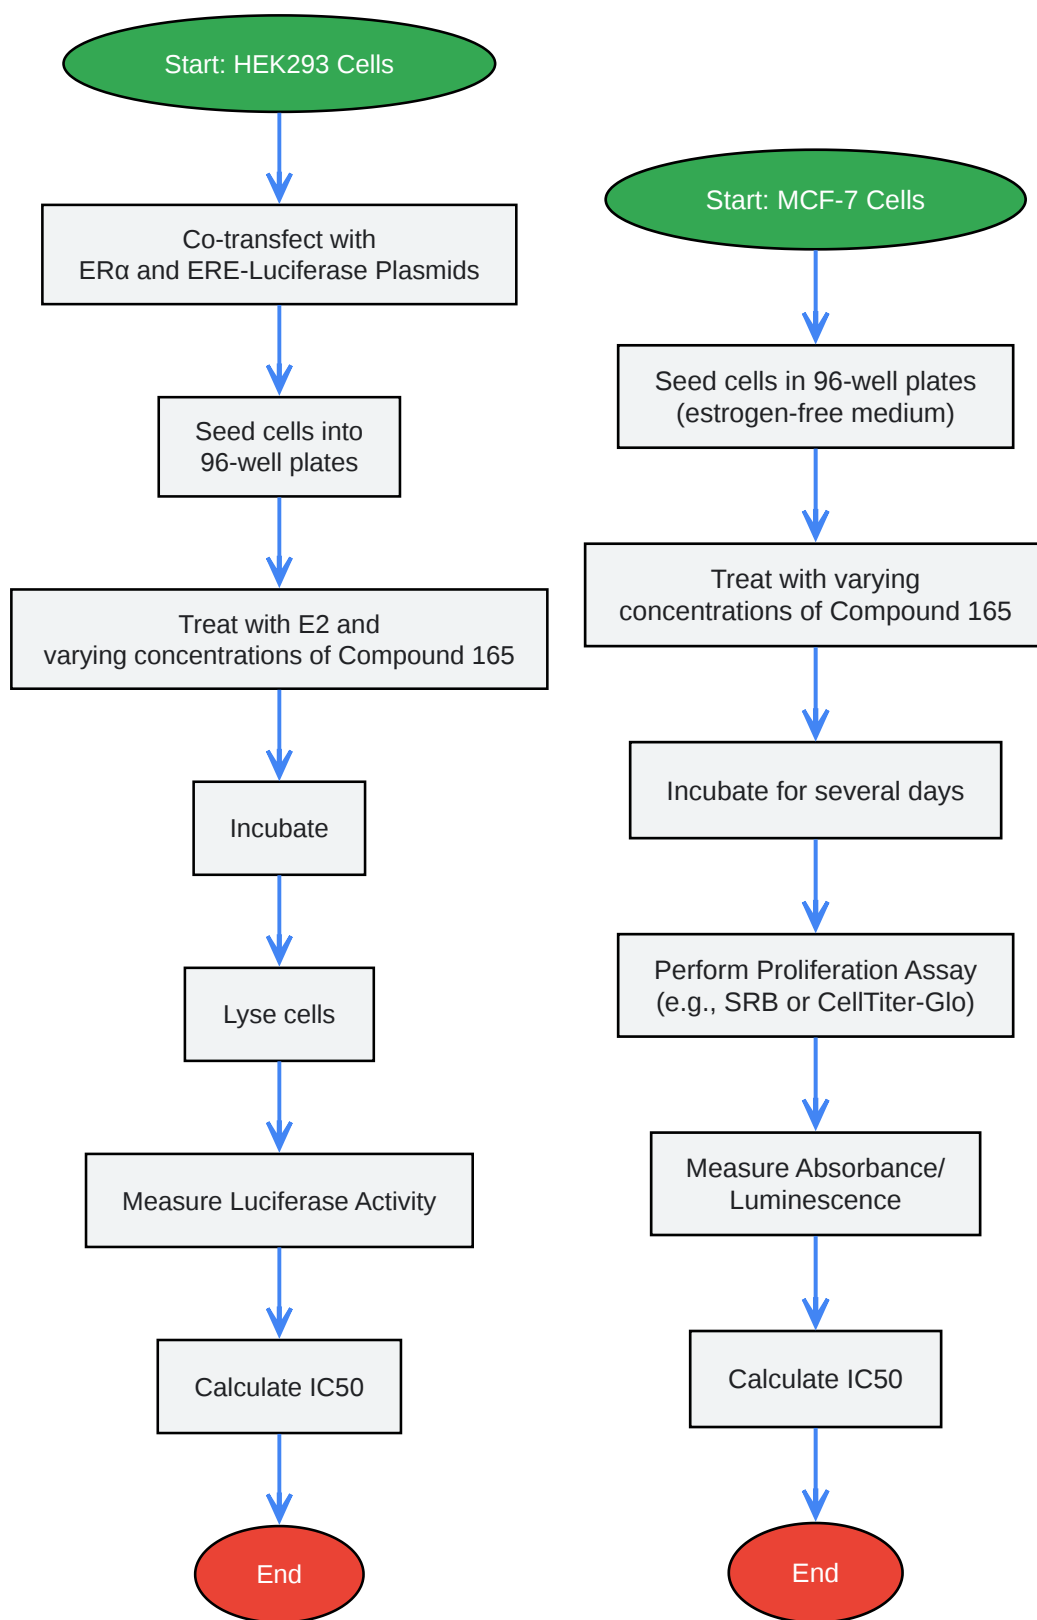 Start: HEK293 Cells
Co-transfect with
ERα and ERE-Luciferase Plasmids
Seed cells into
96-well plates
Treat with E2 and
varying concentrations of Compound 165
Incubate
Lyse cells
Measure Luciferase Activity
Calculate IC50
End
Start: MCF-7 Cells
Seed cells in 96-well plates
(estrogen-free medium)
Treat with varying
concentrations of Compound 165
Incubate for several days
Perform Proliferation Assay
(e.g., SRB or CellTiter-Glo)
Measure Absorbance/
Luminescence
Calculate IC50
End